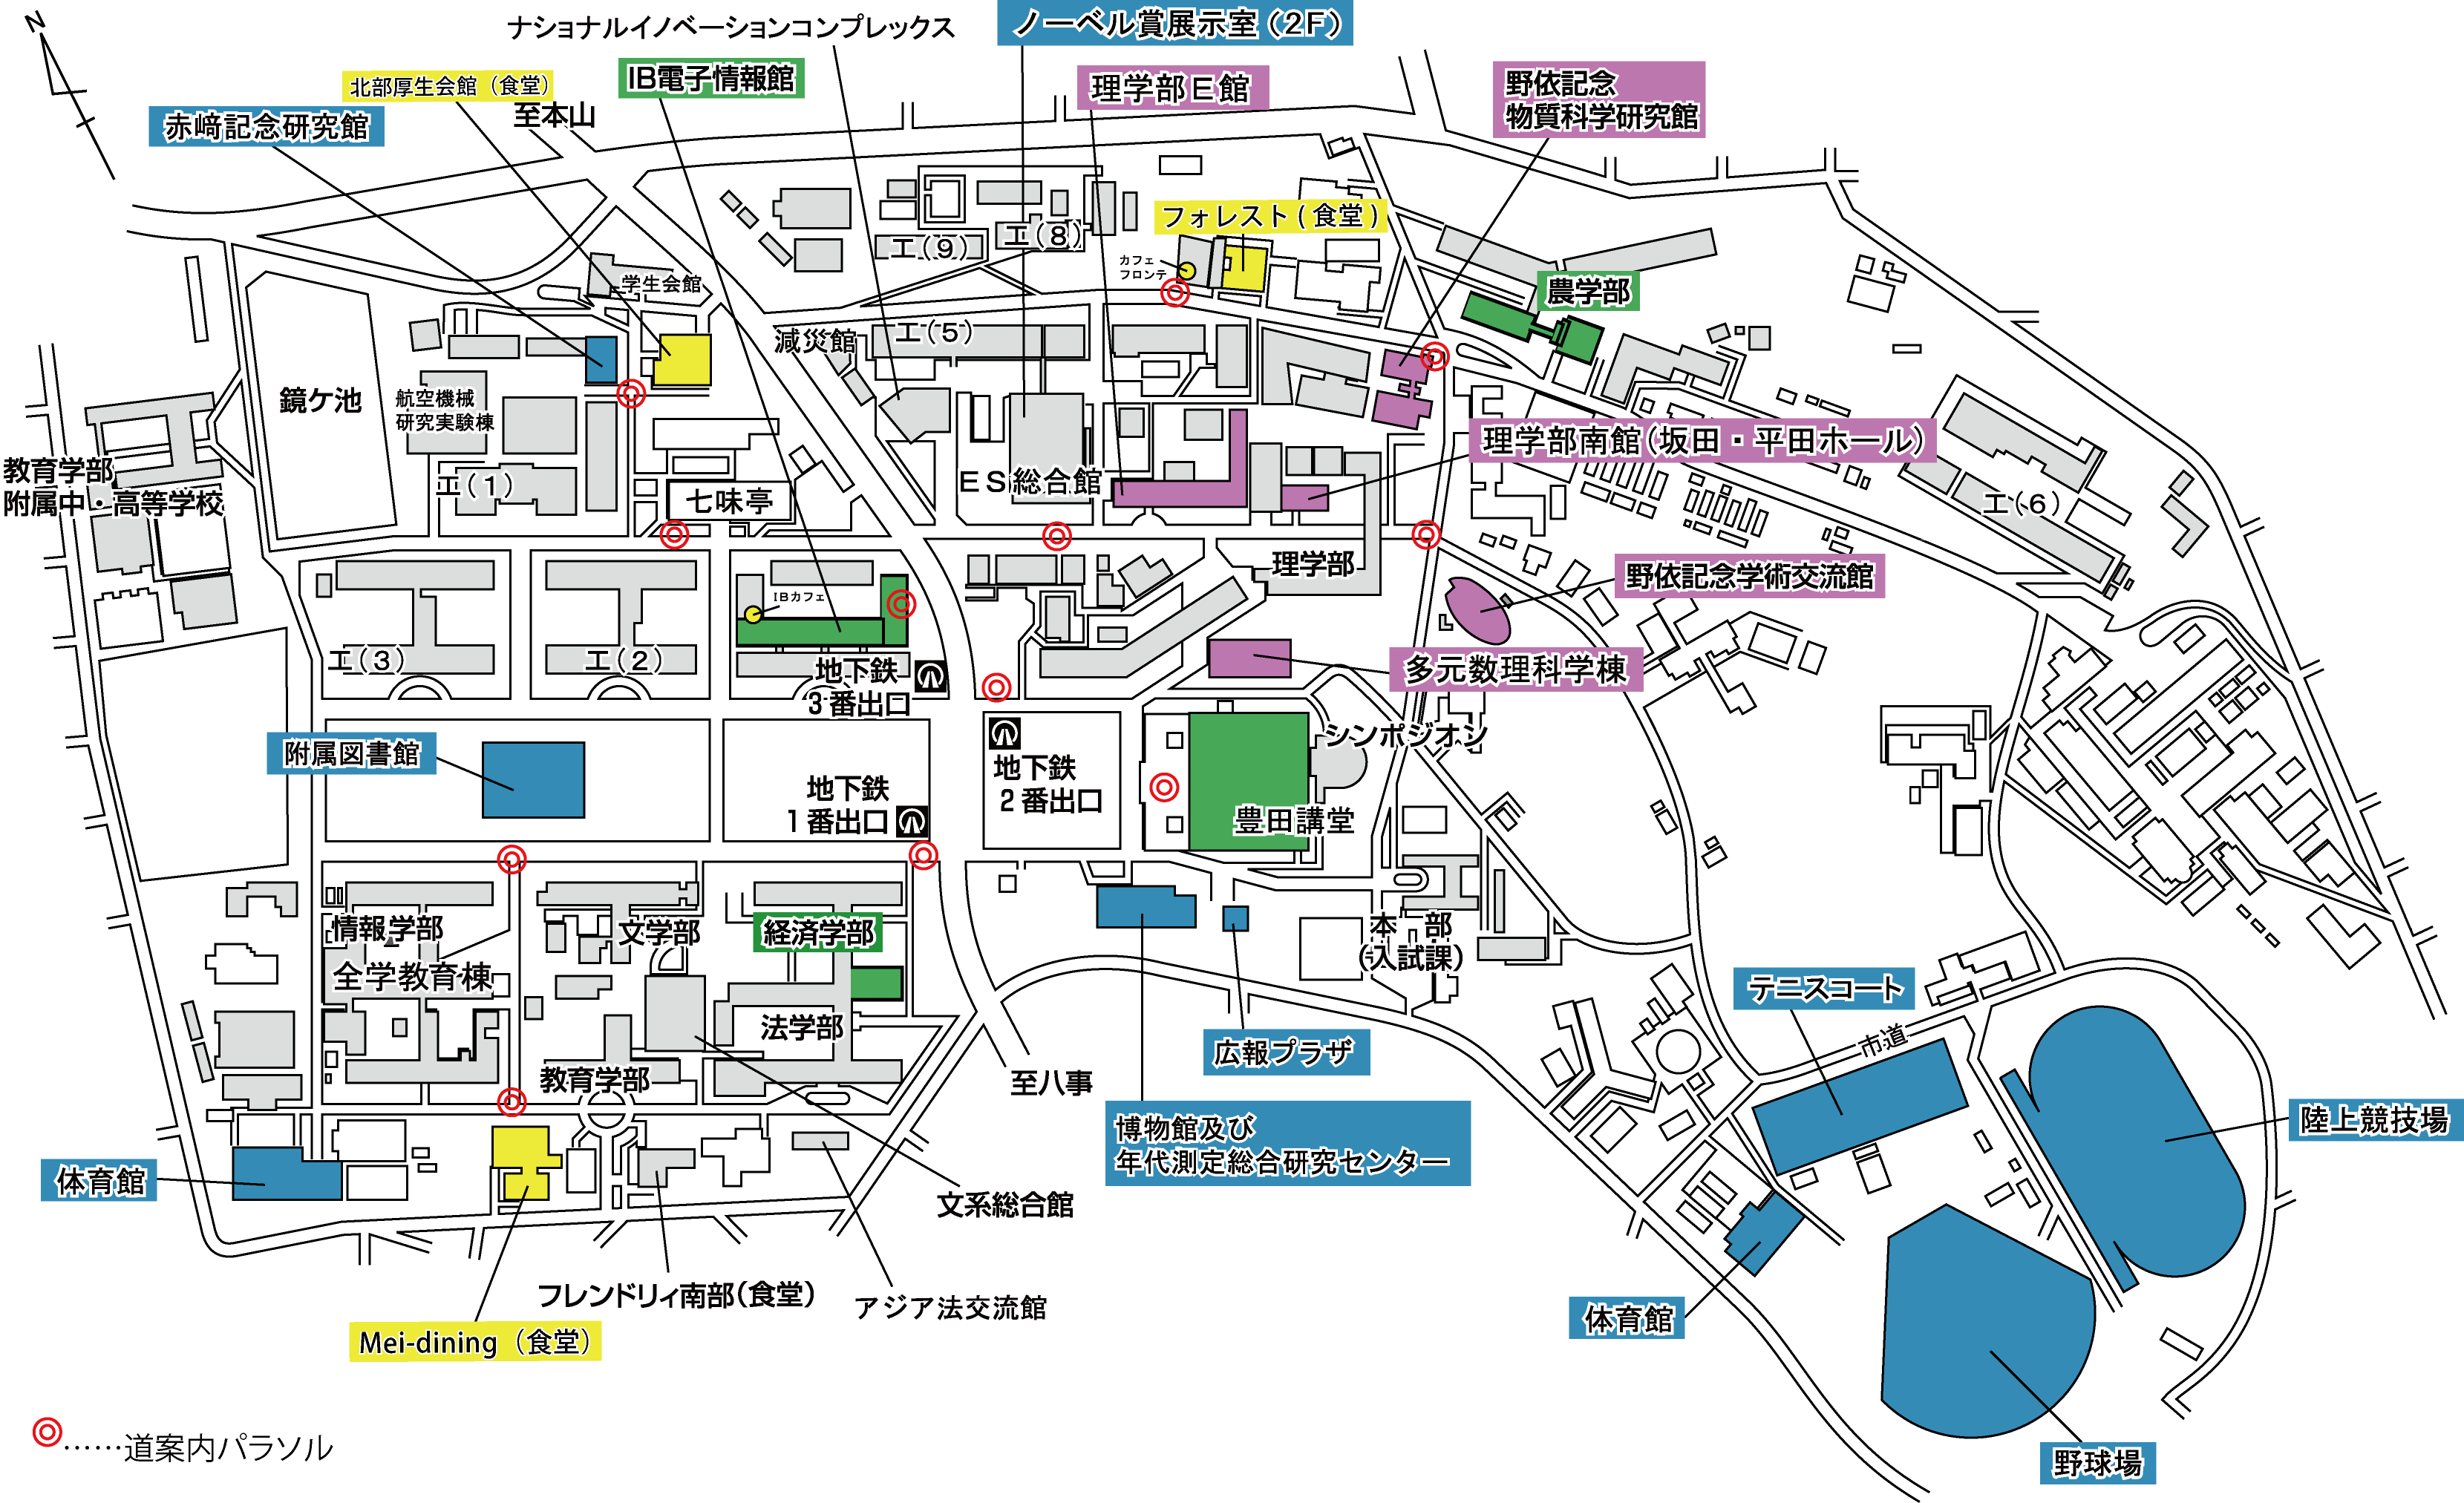 N
ナショナルイノベーションコンプレックス
ノーベル賞展示室（2F）
IB電子情報館
北部厚生会館（食堂）
理学部E館
野依記念
物質科学研究館
赤﨑記念研究館
至本山
フォレスト（食堂）
工（9）
工（8）
カフェ
フロンテ
学生会館
農学部
減災館
工（5）
鏡ケ池
航空機械
研究実験棟
教育学部
附属中・高等学校
工（1）
七味亭
ES総合館
理学部南館（坂田・平田ホール）
工（6）
理学部
野依記念学術交流館
IBカフェ
工（3）
工（2）
地下鉄
3番出口
多元数理科学棟
附属図書館
シンポジオン
地下鉄
1番出口
地下鉄
2番出口
豊田講堂
情報学部
文学部
経済学部
本　部
（入試課）
全学教育棟
テニスコート
法学部
市道
広報プラザ
教育学部
至八事
博物館及び
年代測定総合研究センター
陸上競技場
体育館
文系総合館
フレンドリィ南部（食堂）
アジア法交流館
体育館
Mei-dining（食堂）
……道案内パラソル
野球場